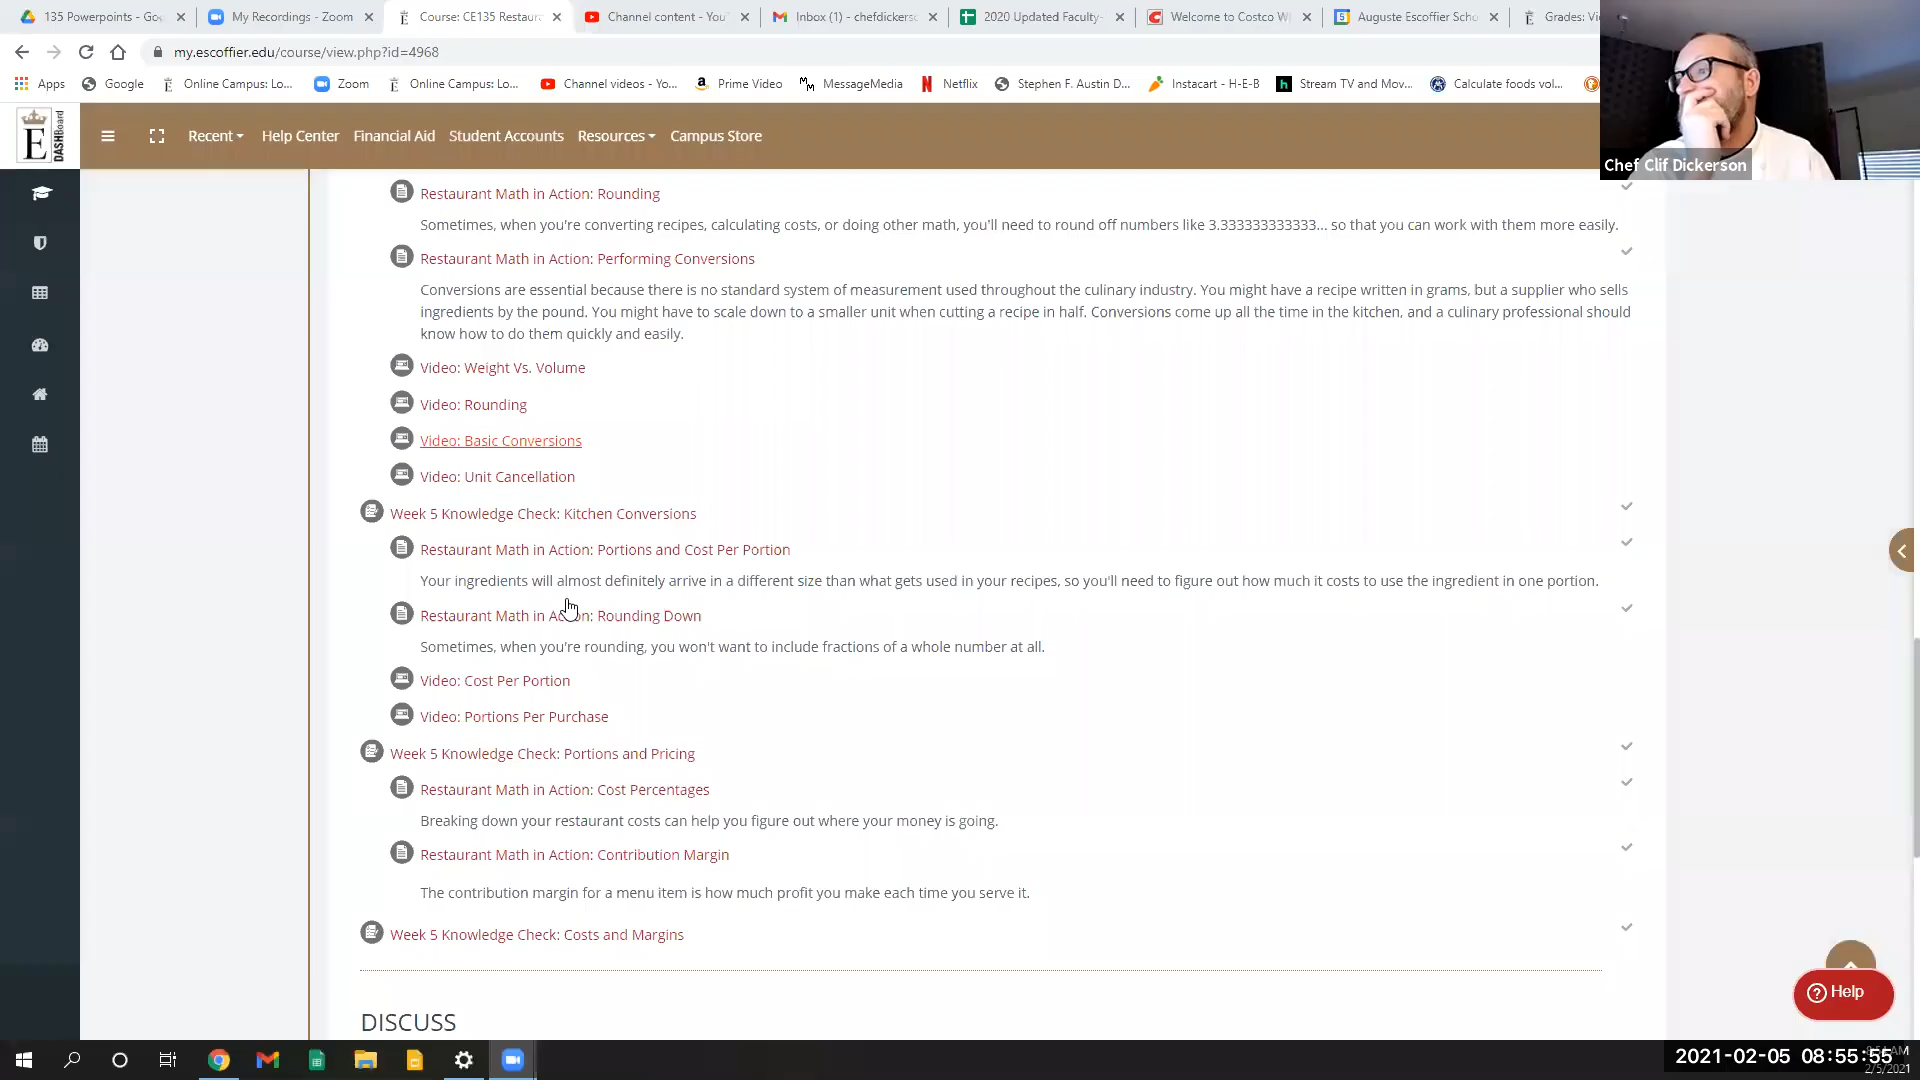 135 Powerpoints - Goo
My Recordings - Zoom
Course: CE135 Restaura
Channel content - YouT
Inbox (1) - chefdickerso
2020 Updated Faculty-
Welcome to Costco W
Auguste Escoffier Scho
Grades: Vi
my.escoffier.edu/course/view.php?id=4968
Apps
Google
Online Campus: Lo...
Zoom
Online Campus: Lo...
Channel videos - Yo...
Prime Video
MessageMedia
Netflix
Stephen F. Austin D...
Instacart - H-E-B
Stream TV and Mov...
Calculate foods vol...
E DASHBoard
Recent
Help Center
Financial Aid
Student Accounts
Resources
Campus Store
Chef Clif Dickerson
Restaurant Math in Action: Rounding
Sometimes, when you're converting recipes, calculating costs, or doing other math, you'll need to round off numbers like 3.333333333333... so that you can work with them more easily.
Restaurant Math in Action: Performing Conversions
Conversions are essential because there is no standard system of measurement used throughout the culinary industry. You might have a recipe written in grams, but a supplier who sells
ingredients by the pound. You might have to scale down to a smaller unit when cutting a recipe in half. Conversions come up all the time in the kitchen, and a culinary professional should
know how to do them quickly and easily.
Video: Weight Vs. Volume
Video: Rounding
Video: Basic Conversions
Video: Unit Cancellation
Week 5 Knowledge Check: Kitchen Conversions
Restaurant Math in Action: Portions and Cost Per Portion
Your ingredients will almost definitely arrive in a different size than what gets used in your recipes, so you'll need to figure out how much it costs to use the ingredient in one portion.
Restaurant Math in Action: Rounding Down
Sometimes, when you're rounding, you won't want to include fractions of a whole number at all.
Video: Cost Per Portion
Video: Portions Per Purchase
Week 5 Knowledge Check: Portions and Pricing
Restaurant Math in Action: Cost Percentages
Breaking down your restaurant costs can help you figure out where your money is going.
Restaurant Math in Action: Contribution Margin
The contribution margin for a menu item is how much profit you make each time you serve it.
Week 5 Knowledge Check: Costs and Margins
DISCUSS
Help
2021-02-05 08:55:55
2/5/2021